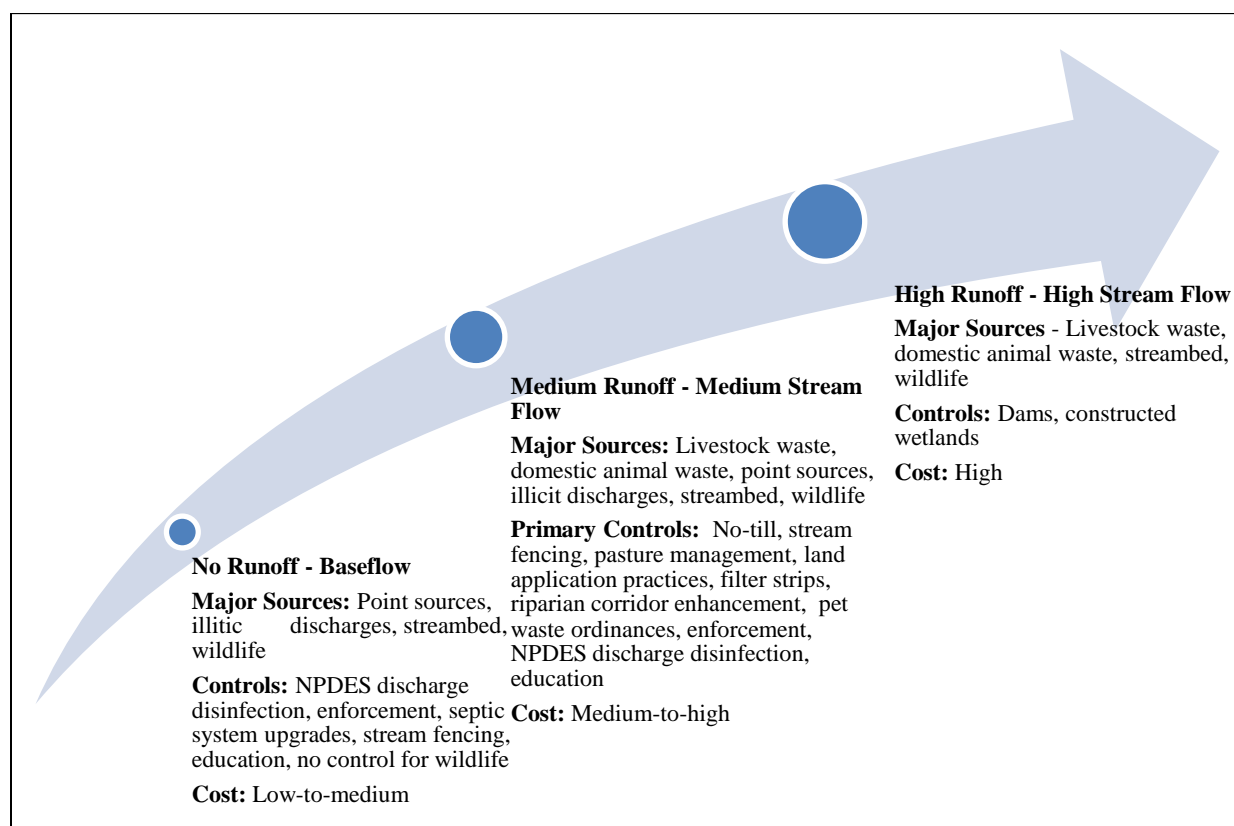 No Runoff - Baseflow
Major Sources: Point sources,
illitic discharges, streambed,
wildlife
Controls: NPDES discharge
disinfection, enforcement, septic
system upgrades, stream fencing,
education, no control for wildlife
Cost: Low-to-medium
Medium Runoff - Medium Stream
Flow
Major Sources: Livestock waste,
domestic animal waste, point sources,
illicit discharges, streambed, wildlife
Primary Controls: No-till, stream
fencing, pasture management, land
application practices, filter strips,
riparian corridor enhancement, pet
waste ordinances, enforcement,
NPDES discharge disinfection,
education
Cost: Medium-to-high
High Runoff - High Stream Flow
Major Sources - Livestock waste,
domestic animal waste, streambed,
wildlife
Controls: Dams, constructed
wetlands
Cost: High